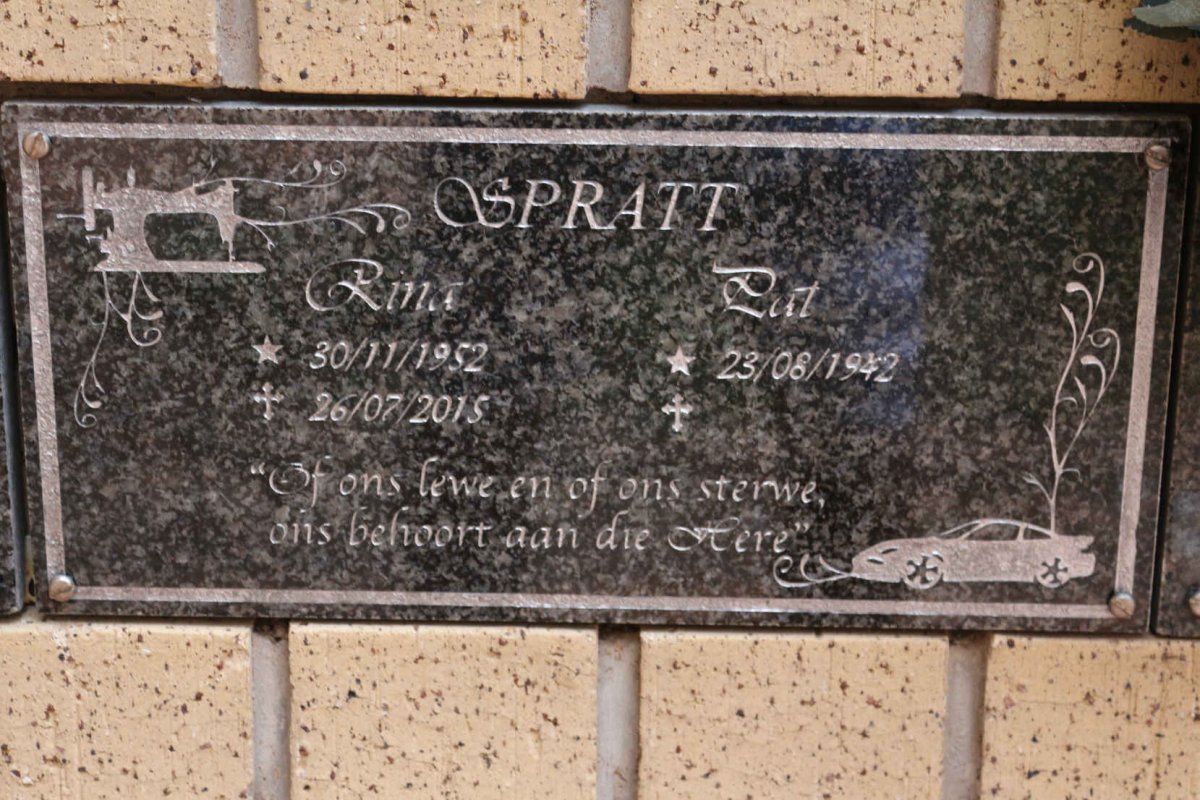 SPRATT
Rina Pat
30/11/1952 23/08/1942
26/07/2015
“Of ons lewe en of ons sterwe,
ons behoort aan die Here”